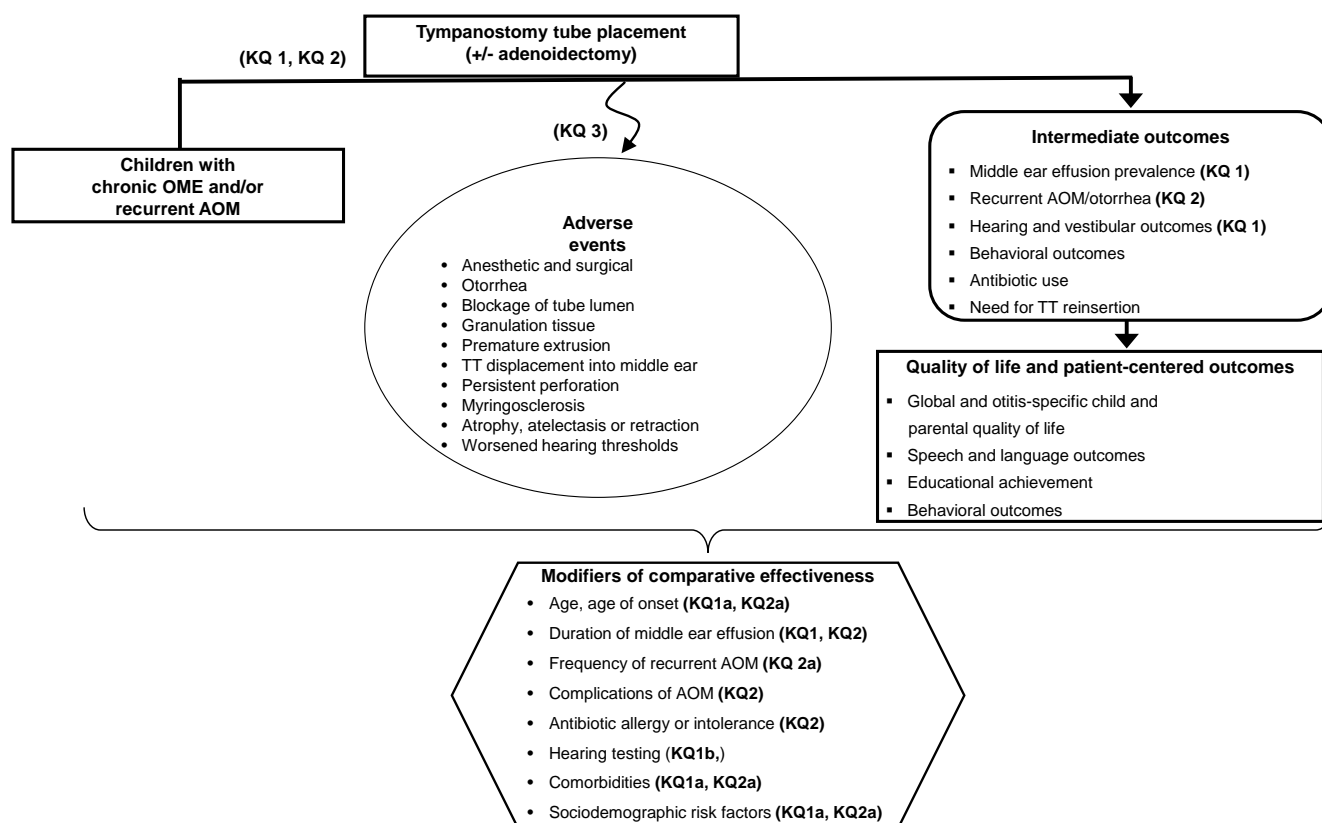 Tympanostomy tube placement
(+/- adenoidectomy)
(KQ 1, KQ 2)
(KQ 3)
Children with
chronic OME and/or
recurrent AOM
Adverse
events
• Anesthetic and surgical
• Otorrhea
• Blockage of tube lumen
• Granulation tissue
• Premature extrusion
• TT displacement into middle ear
• Persistent perforation
• Myringosclerosis
• Atrophy, atelectasis or retraction
• Worsened hearing thresholds
Intermediate outcomes
▪ Middle ear effusion prevalence (KQ 1)
▪ Recurrent AOM/otorrhea (KQ 2)
▪ Hearing and vestibular outcomes (KQ 1)
▪ Behavioral outcomes
▪ Antibiotic use
▪ Need for TT reinsertion
Quality of life and patient-centered outcomes
▪ Global and otitis-specific child and
parental quality of life
▪ Speech and language outcomes
▪ Educational achievement
▪ Behavioral outcomes
Modifiers of comparative effectiveness
• Age, age of onset (KQ1a, KQ2a)
• Duration of middle ear effusion (KQ1, KQ2)
• Frequency of recurrent AOM (KQ 2a)
• Complications of AOM (KQ2)
• Antibiotic allergy or intolerance (KQ2)
• Hearing testing (KQ1b,)
• Comorbidities (KQ1a, KQ2a)
• Sociodemographic risk factors (KQ1a, KQ2a)